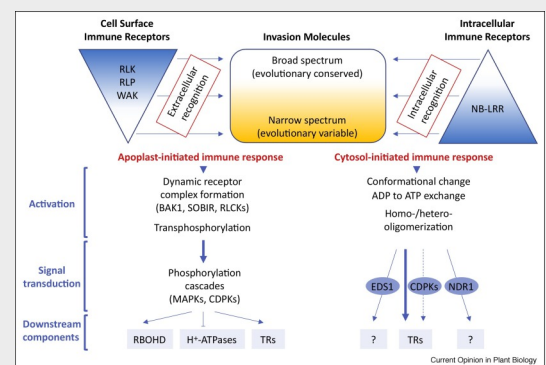 Cell Surface
Immune Receptors
Invasion Molecules
Intracellular
Immune Receptors
RLK
RLP
WAK
Extracellular
recognition
Broad spectrum
(evolutionary conserved)
Narrow spectrum
(evolutionary variable)
Intracellular
recognition
NB-LRR
Apoplast-initiated immune response
Cytosol-initiated immune response
Activation
Dynamic receptor
complex formation
(BAK1, SOBIR, RLCKs)
Transphosphorylation
Conformational change
ADP to ATP exchange
Homo-/hetero-
oligomerization
Signal
transduction
Phosphorylation
cascades
(MAPKs, CDPKs)
EDS1
CDPKs
NDR1
Downstream
components
RBOHD
H⁺-ATPases
TRs
?
TRs
?
Current Opinion in Plant Biology